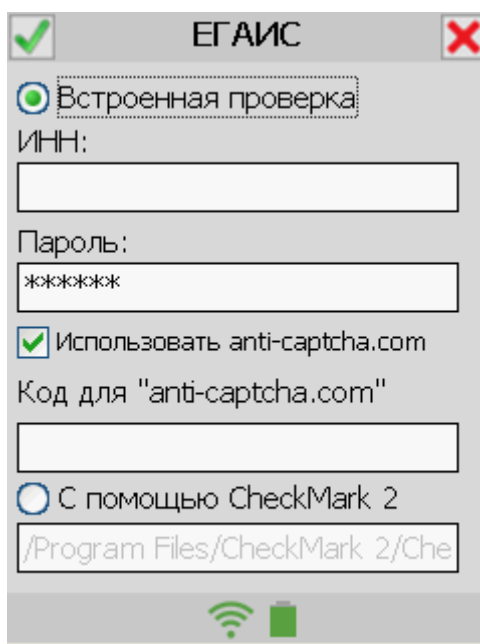 ЕГАИС
Встроенная проверка
ИНН:
Пароль:
******
Использовать anti-captcha.com
Код для "anti-captcha.com"
С помощью CheckMark 2
/Program Files/CheckMark 2/Che